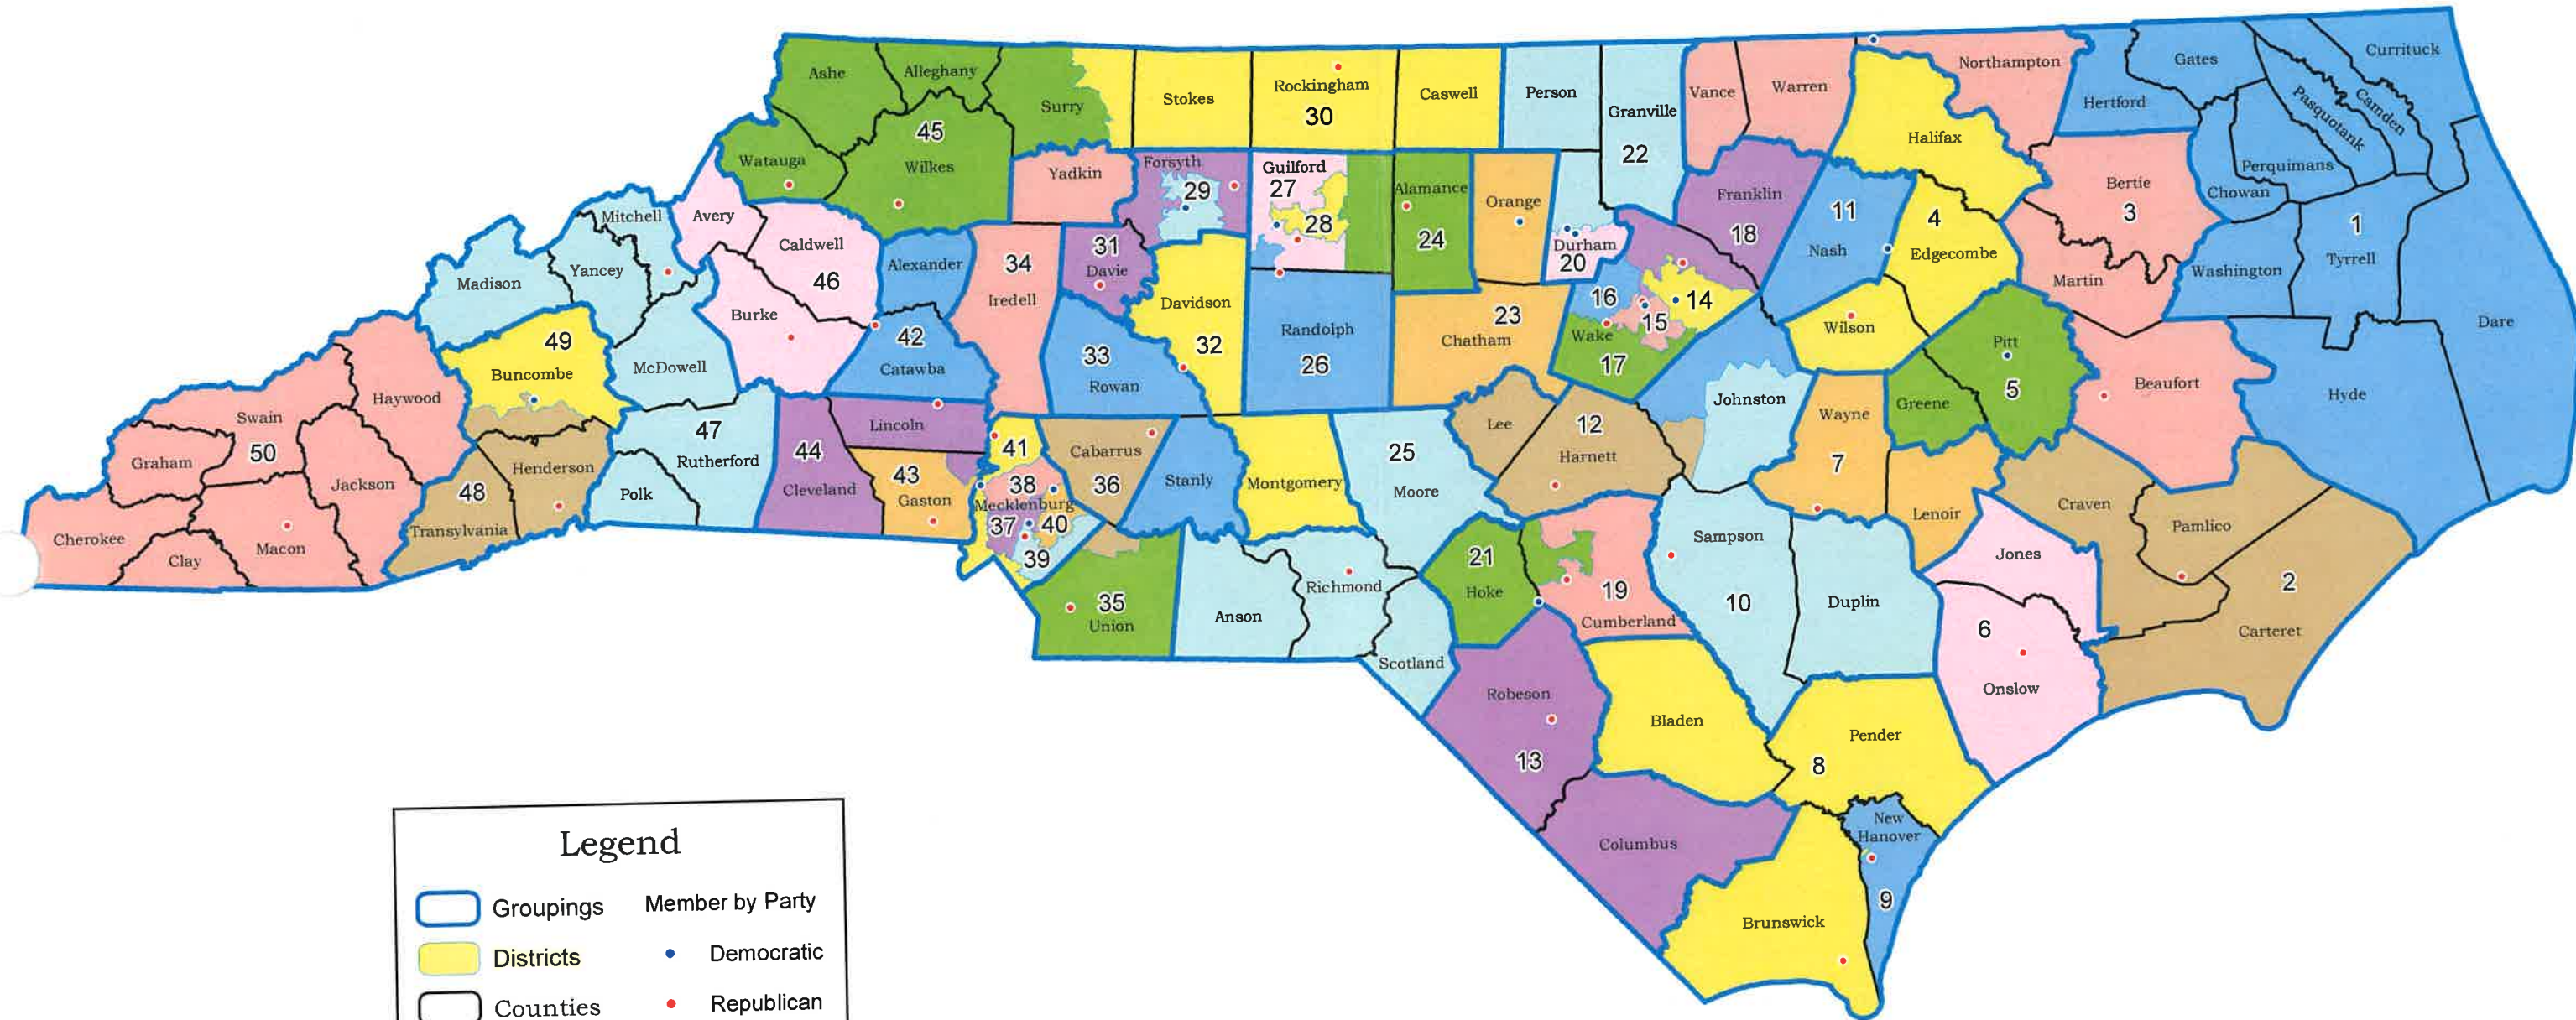 Ashe
Alleghany
Surry
Stokes
Rockingham
30
Caswell
Person
Granville
22
Vance
Warren
Northampton
Halifax
Hertford
Gates
Currituck
Camden
Pasquotank
Perquimans
Chowan
Bertie
3
Martin
Washington
1
Tyrrell
Dare
Hyde
Watauga
45
Wilkes
Yadkin
Forsyth
29
Guilford
27
28
Alamance
24
Orange
Durham
20
Franklin
18
11
Nash
4
Edgecombe
Mitchell
Avery
Madison
Yancey
Caldwell
46
Burke
Alexander
34
Iredell
31
Davie
Davidson
32
Randolph
26
23
Chatham
16
14
15
Wake
17
Wilson
Pitt
5
Greene
Beaufort
49
Buncombe
McDowell
42
Catawba
33
Rowan
Haywood
Swain
50
Graham
Jackson
Cherokee
Clay
Macon
48
Henderson
Transylvania
47
Rutherford
Polk
44
Cleveland
Lincoln
43
Gaston
41
38
Mecklenburg
37
40
39
Cabarrus
36
Stanly
Montgomery
25
Moore
Lee
12
Harnett
Johnston
Wayne
7
Lenoir
Craven
Pamlico
2
Carteret
Jones
6
Onslow
35
Union
Anson
Richmond
Scotland
21
Hoke
19
Cumberland
Sampson
10
Duplin
Robeson
13
Bladen
Pender
8
Columbus
New
Hanover
9
Brunswick
Legend
Groupings Member by Party
Districts Democratic
Counties Republican